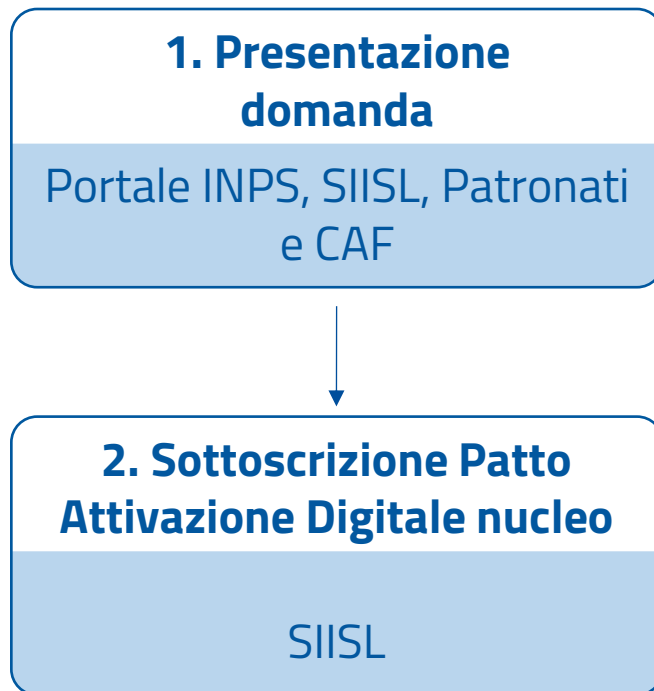 1. Presentazione
domanda
Portale INPS, SIISL, Patronati
e CAF
2. Sottoscrizione Patto
Attivazione Digitale nucleo
SIISL